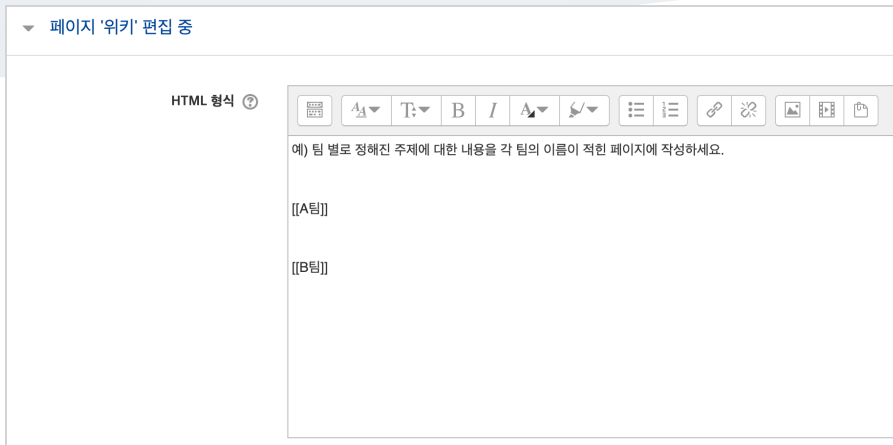 페이지 '위키' 편집 중
HTML 형식
예) 팀 별로 정해진 주제에 대한 내용을 각 팀의 이름이 적힌 페이지에 작성하세요.
[[A팀]]
[[B팀]]